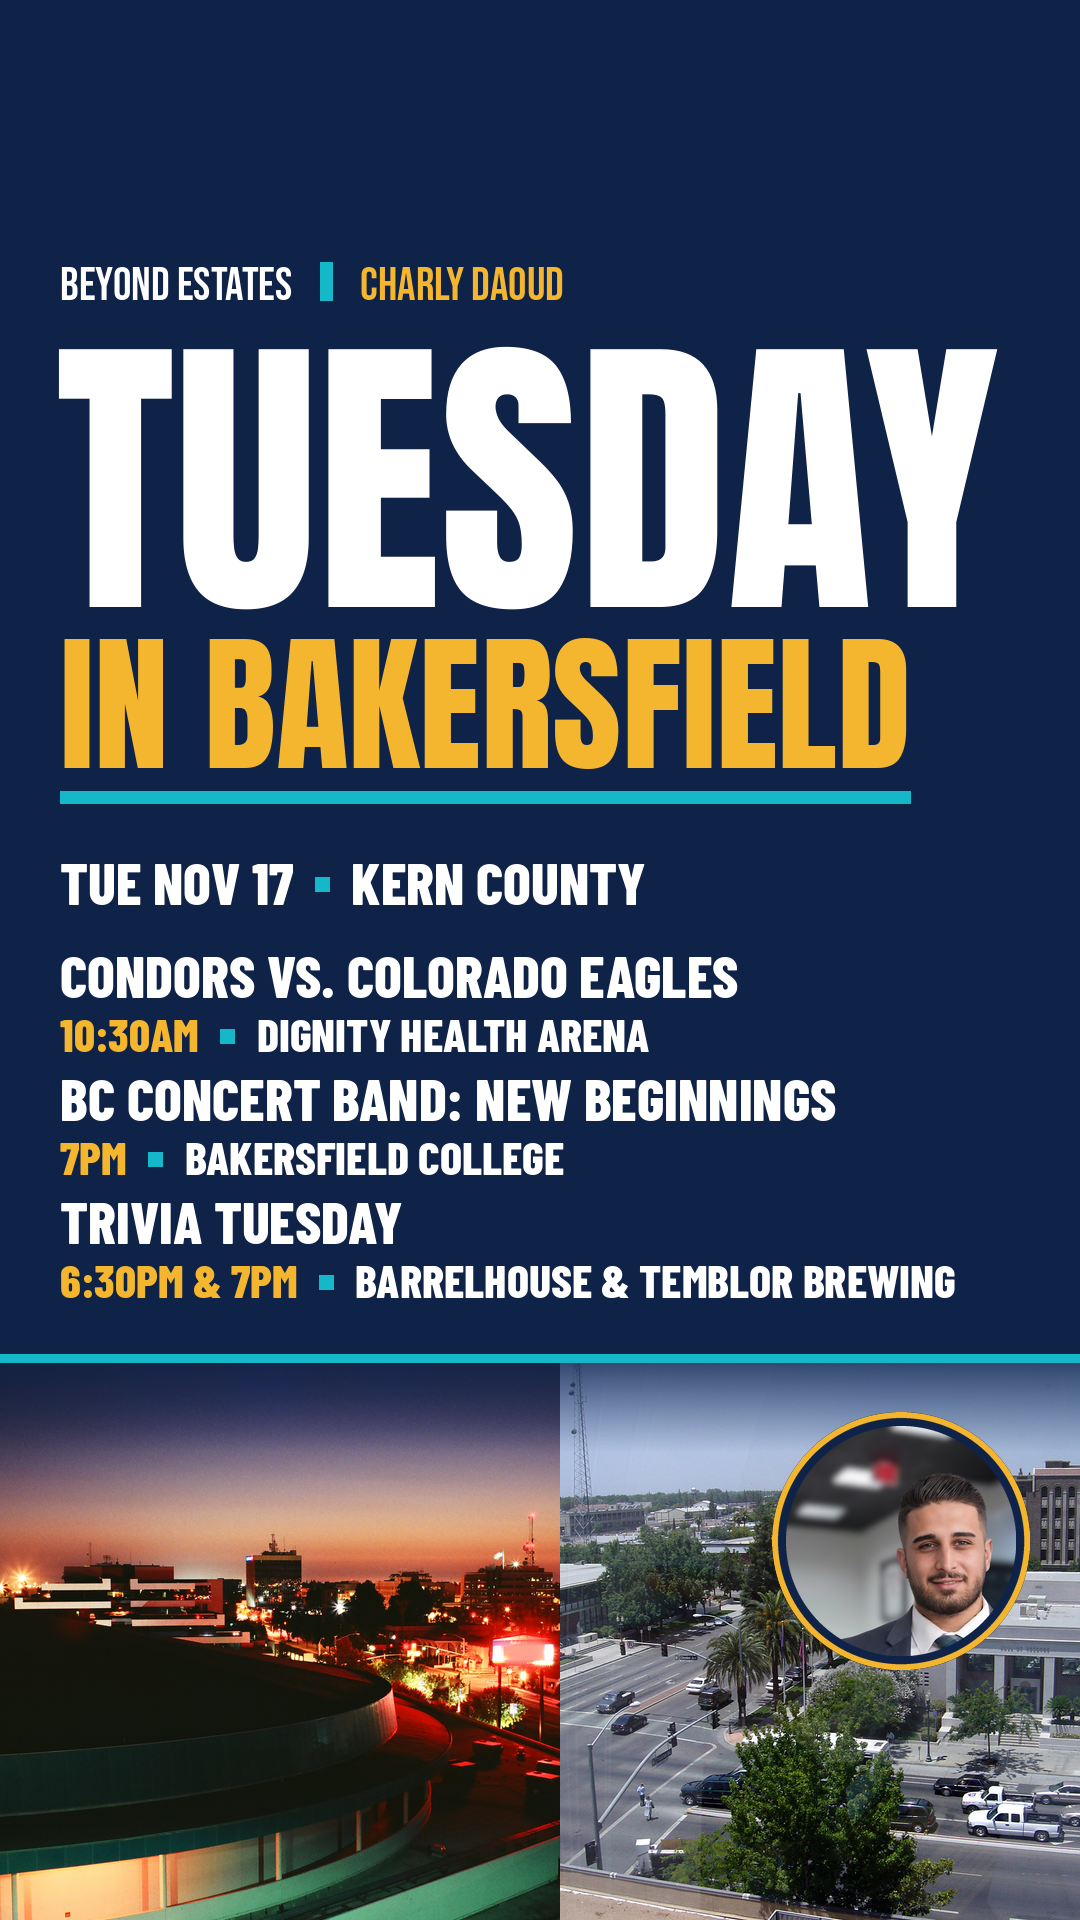 BEYOND ESTATES CHARLY DAOUD
TUESDAY
IN BAKERSFIELD
TUE NOV 17 ▪ KERN COUNTY
CONDORS VS. COLORADO EAGLES
10:30AM ▪ DIGNITY HEALTH ARENA
BC CONCERT BAND: NEW BEGINNINGS
7PM ▪ BAKERSFIELD COLLEGE
TRIVIA TUESDAY
6:30PM & 7PM ▪ BARRELHOUSE & TEMBLOR BREWING